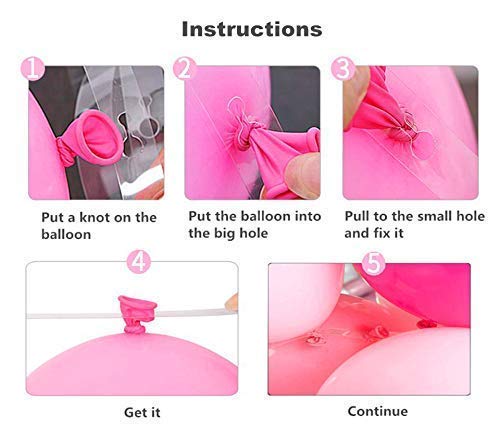 Instructions
1
2
3
Put a knot on the
balloon
Put the balloon into
the big hole
Pull to the small hole
and fix it
4
5
Get it
Continue